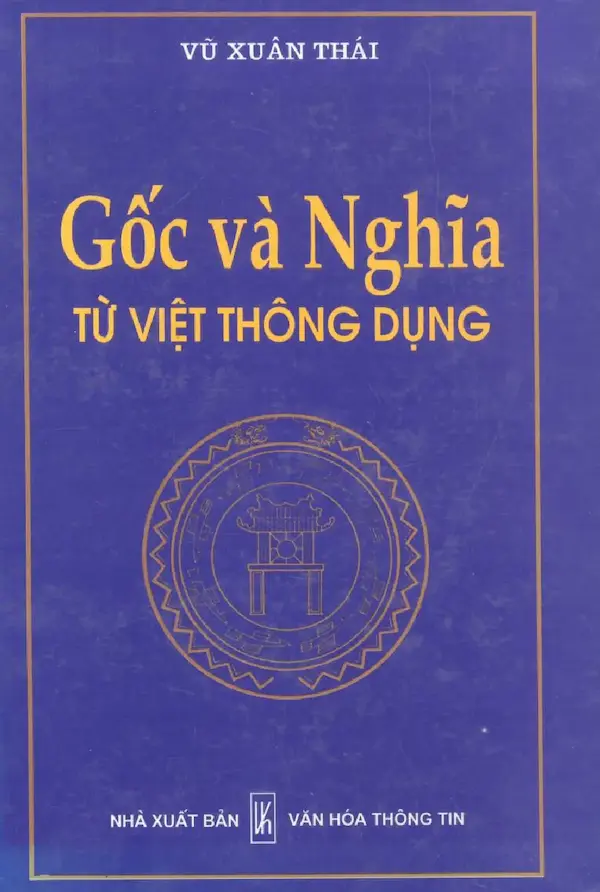 VŨ XUÂN THÁI
Gốc và Nghĩa
TỪ VIỆT THÔNG DỤNG
NHÀ XUẤT BẢN VĂN HÓA THÔNG TIN